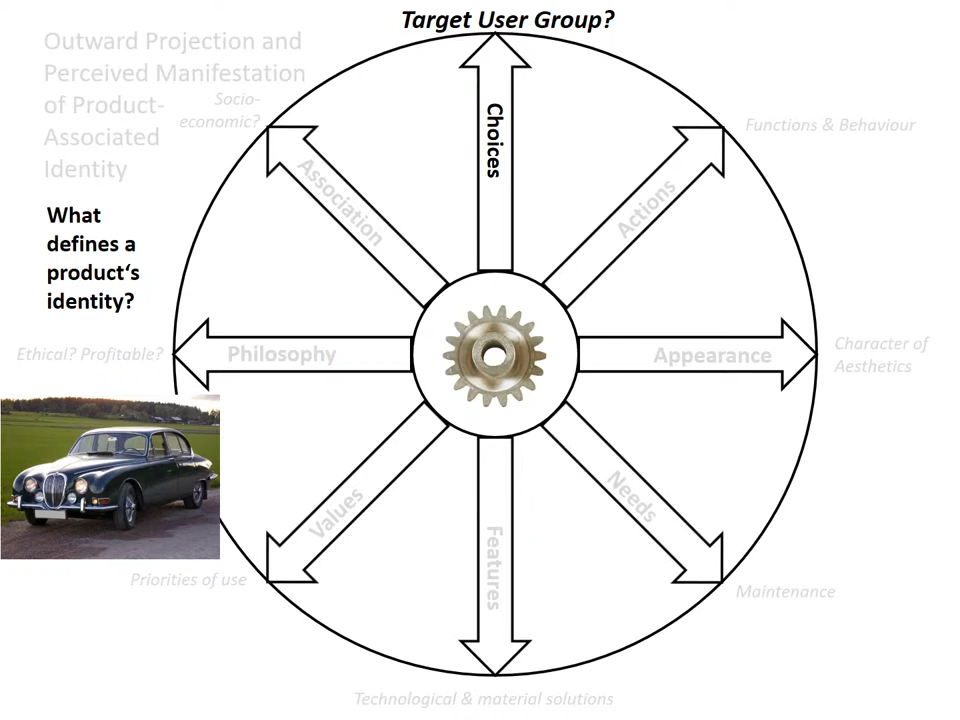 Target User Group?
Outward Projection and
Perceived Manifestation
of Product-
Associated
Identity
Socio-
economic?
Functions & Behaviour
Choices
Association
Actions
What
defines a
product‘s
identity?
Ethical? Profitable?
Philosophy
Appearance
Character of
Aesthetics
Values
Features
Needs
Priorities of use
Maintenance
Technological & material solutions